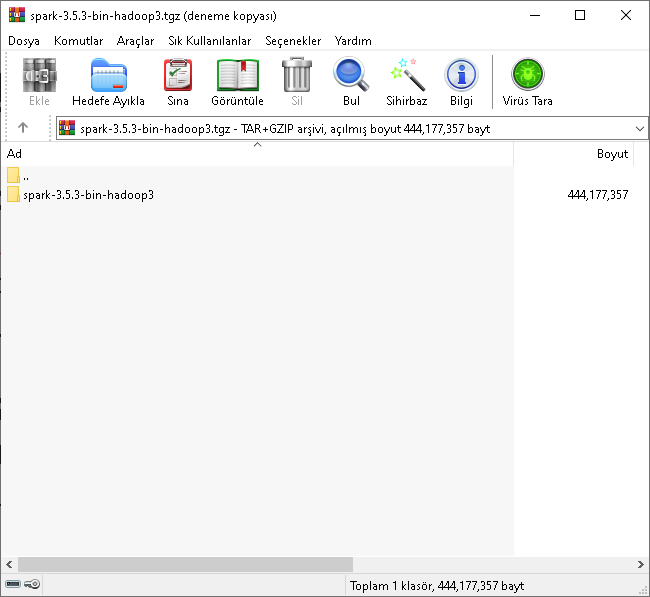 spark-3.5.3-bin-hadoop3.tgz (deneme kopyası)
Dosya Komutlar Araçlar Sık Kullanılanlar Seçenekler Yardım
Ekle Hedefe Ayıkla Sına Görüntüle Sil Bul Sihirbaz Bilgi Virüs Tara
spark-3.5.3-bin-hadoop3.tgz - TAR+GZIP arşivi, açılmış boyut 444,177,357 bayt
Ad Boyut
..
spark-3.5.3-bin-hadoop3 444,177,357
Toplam 1 klasör, 444,177,357 bayt